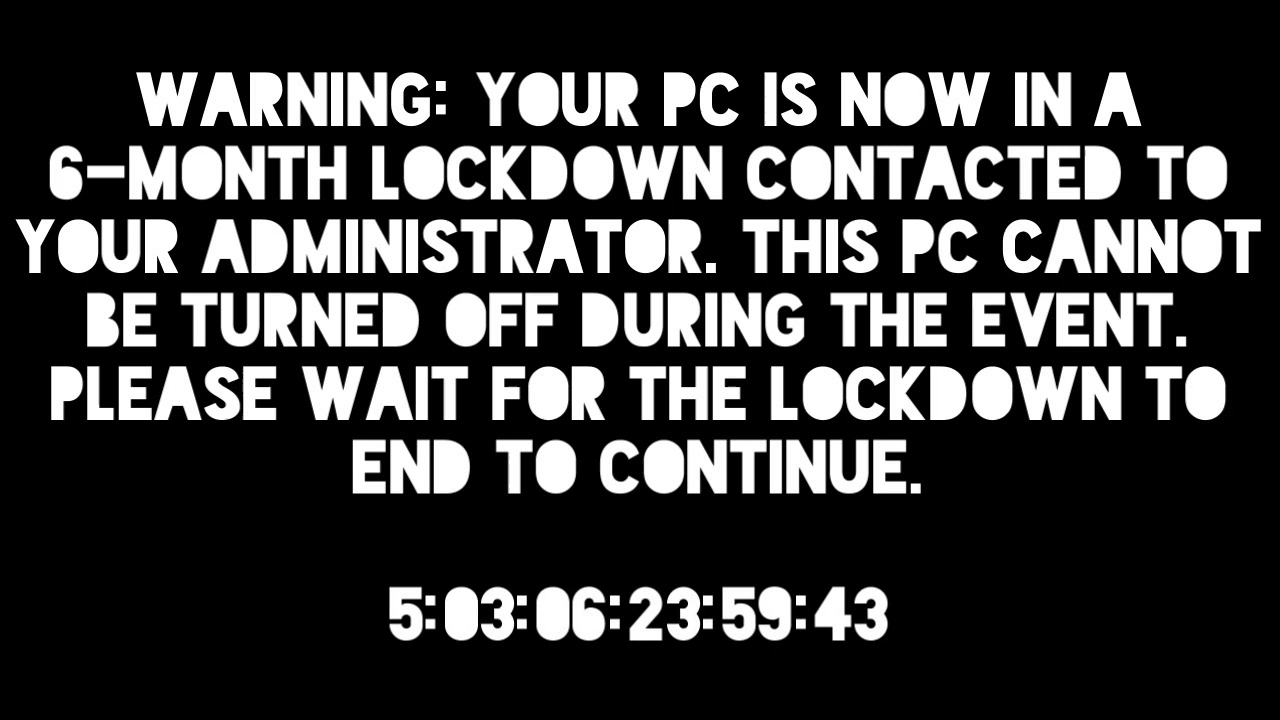 WARNING: YOUR PC IS NOW IN A
6-MONTH LOCKDOWN CONTACTED TO
YOUR ADMINISTRATOR. THIS PC CANNOT
BE TURNED OFF DURING THE EVENT.
PLEASE WAIT FOR THE LOCKDOWN TO
END TO CONTINUE.
5:03:06:23:59:43